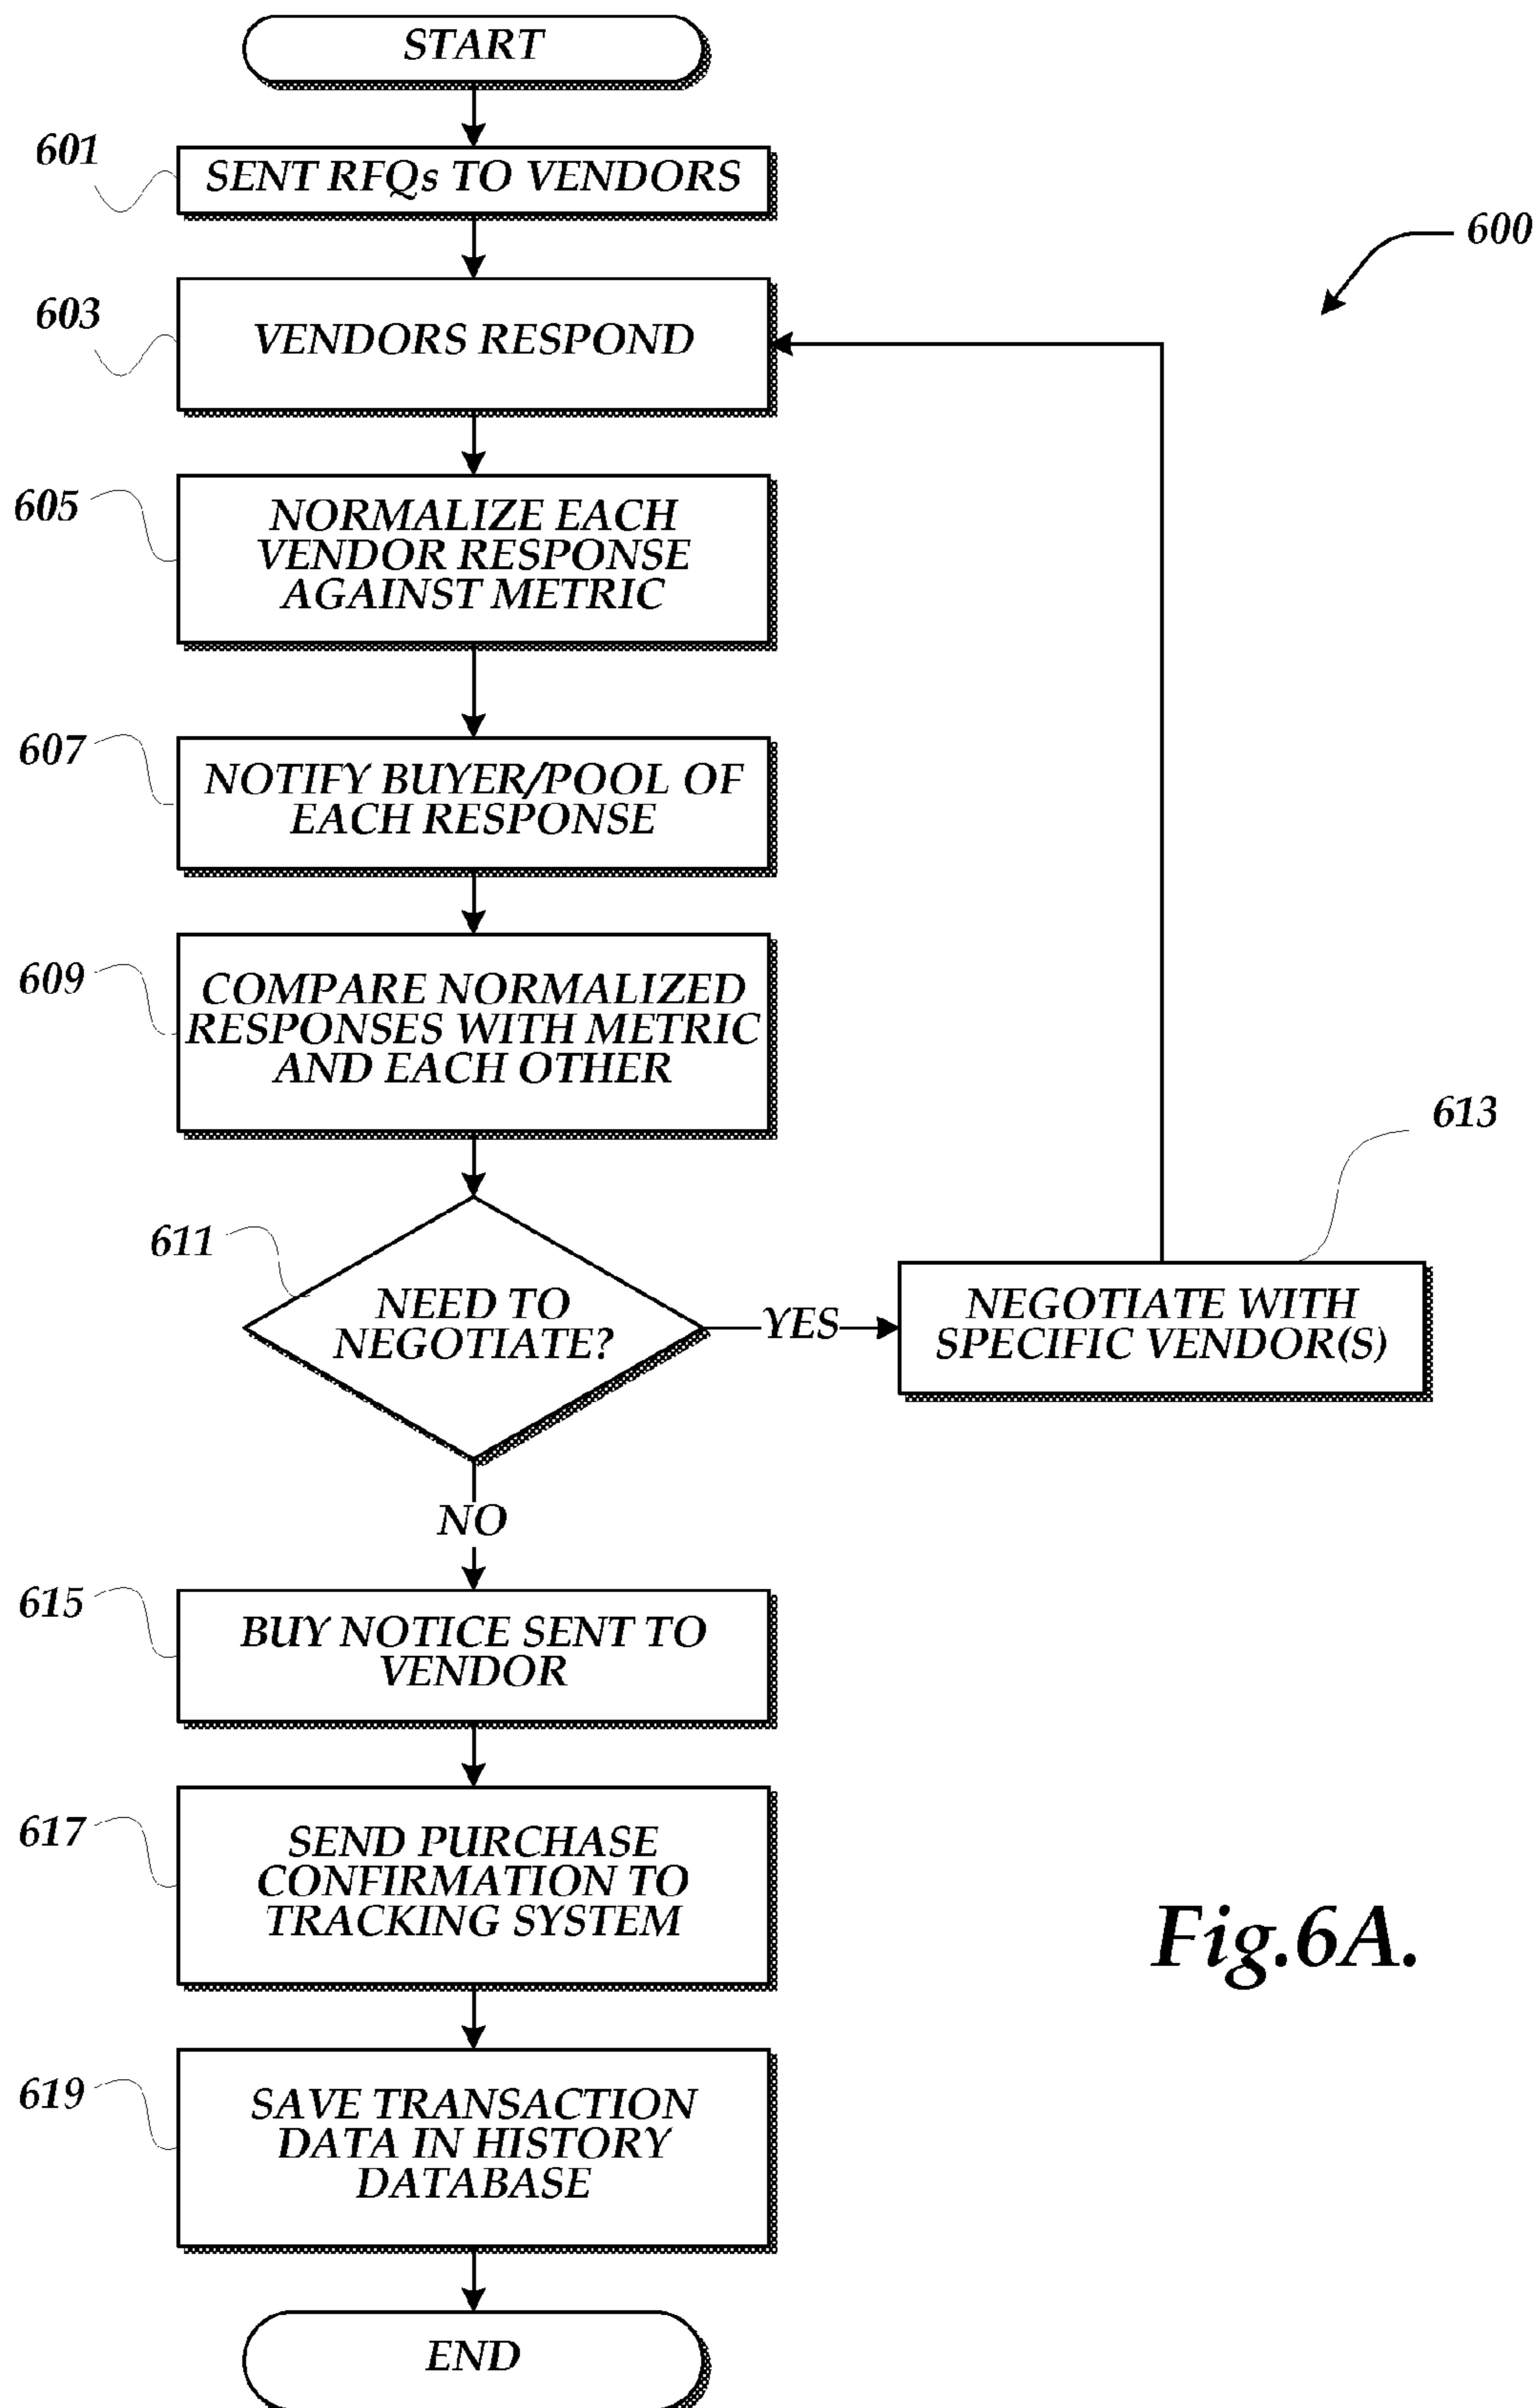 START
601
SENT RFQs TO VENDORS
600
603
VENDORS RESPOND
605
NORMALIZE EACH
VENDOR RESPONSE
AGAINST METRIC
607
NOTIFY BUYER/POOL OF
EACH RESPONSE
609
COMPARE NORMALIZED
RESPONSES WITH METRIC
AND EACH OTHER
613
611
NEED TO
NEGOTIATE?
YES
NEGOTIATE WITH
SPECIFIC VENDOR(S)
NO
615
BUY NOTICE SENT TO
VENDOR
617
SEND PURCHASE
CONFIRMATION TO
TRACKING SYSTEM
Fig.6A.
619
SAVE TRANSACTION
DATA IN HISTORY
DATABASE
END